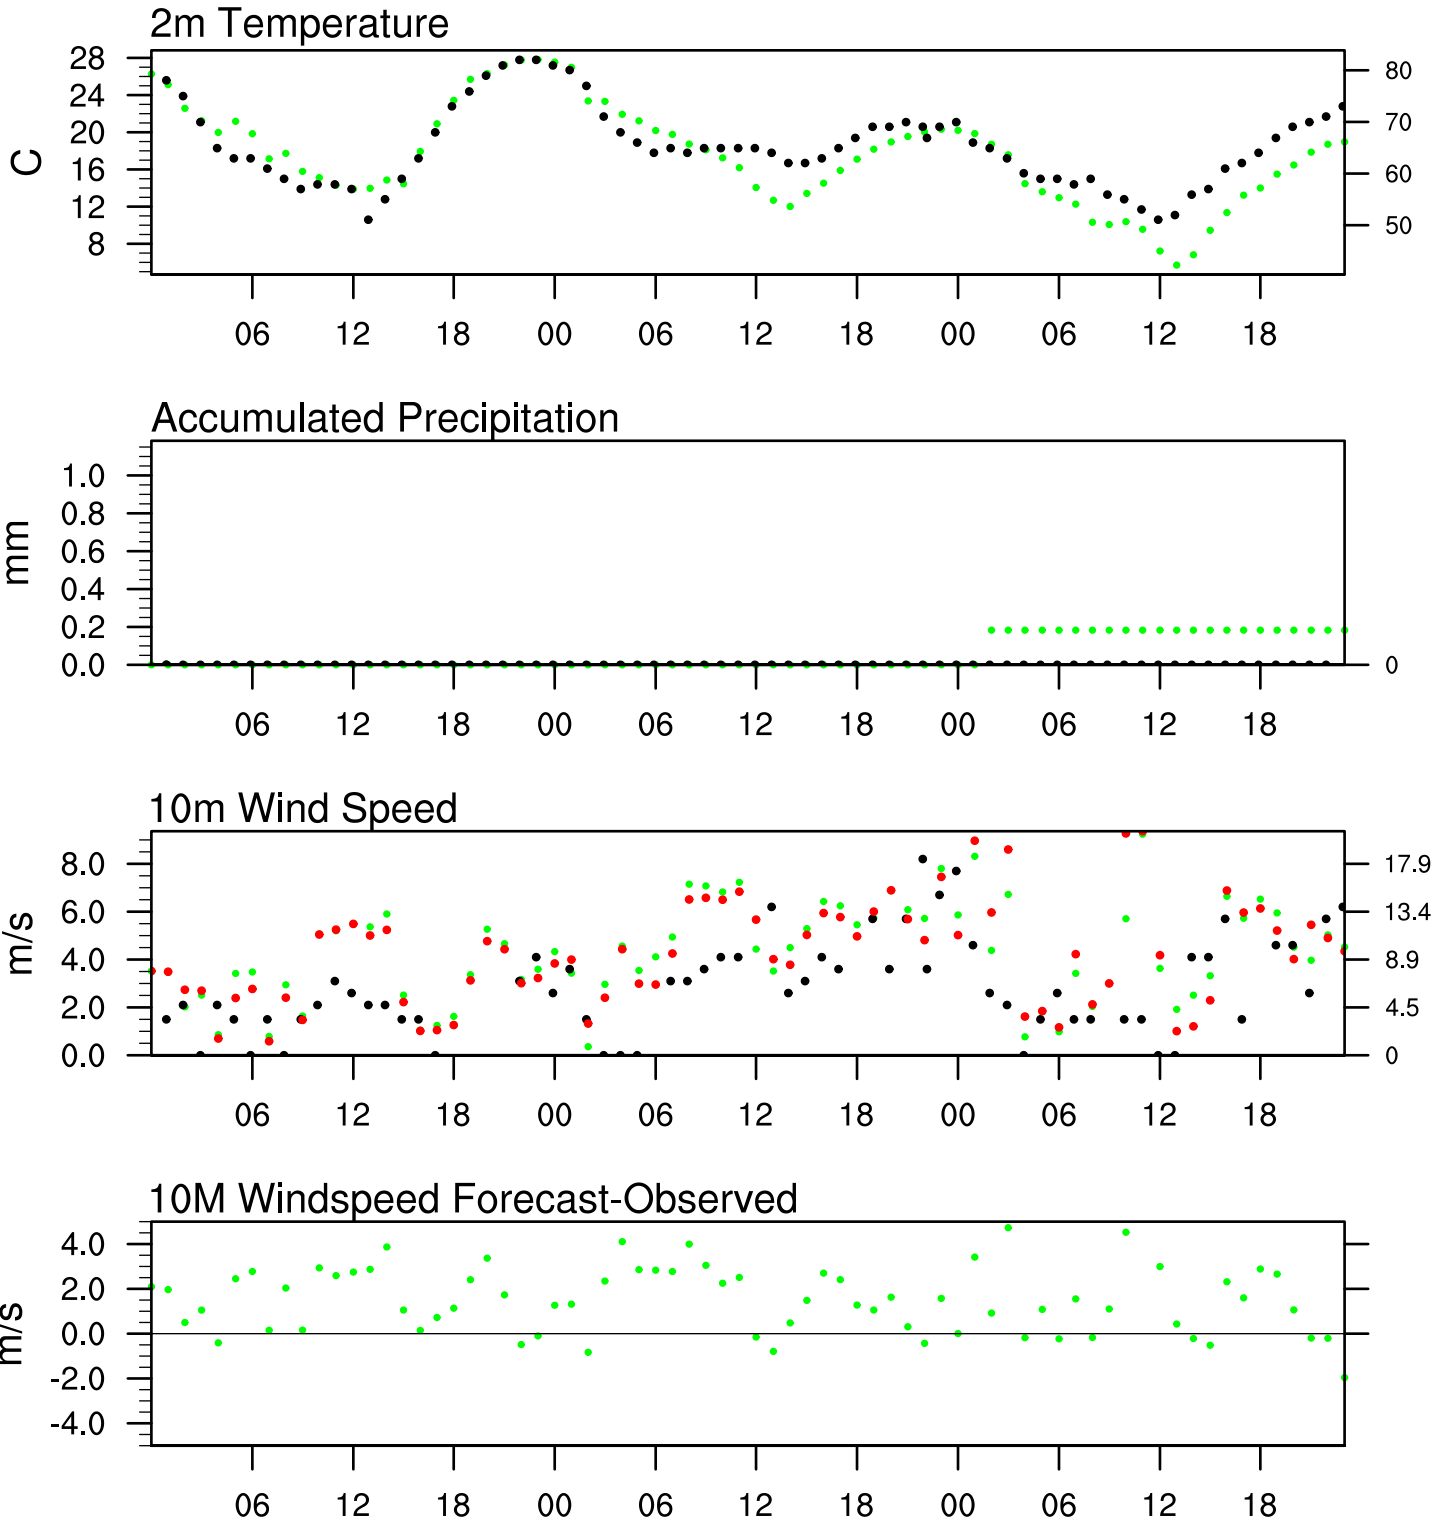 2m Temperature
28 80
24
20 70
C
16 60
12
8 50
06 12 18 00 06 12 18 00 06 12 18
Accumulated Precipitation
1.0
0.8
mm
0.6
0.4
0.2
0.0 0
06 12 18 00 06 12 18 00 06 12 18
10m Wind Speed
8.0 17.9
6.0 13.4
m/s
4.0 8.9
2.0 4.5
0.0 0
06 12 18 00 06 12 18 00 06 12 18
10M Windspeed Forecast-Observed
4.0
2.0
m/s
0.0
-2.0
-4.0
06 12 18 00 06 12 18 00 06 12 18